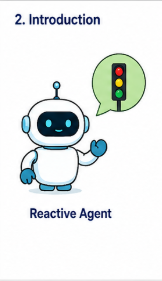 2. Introduction
Reactive Agent